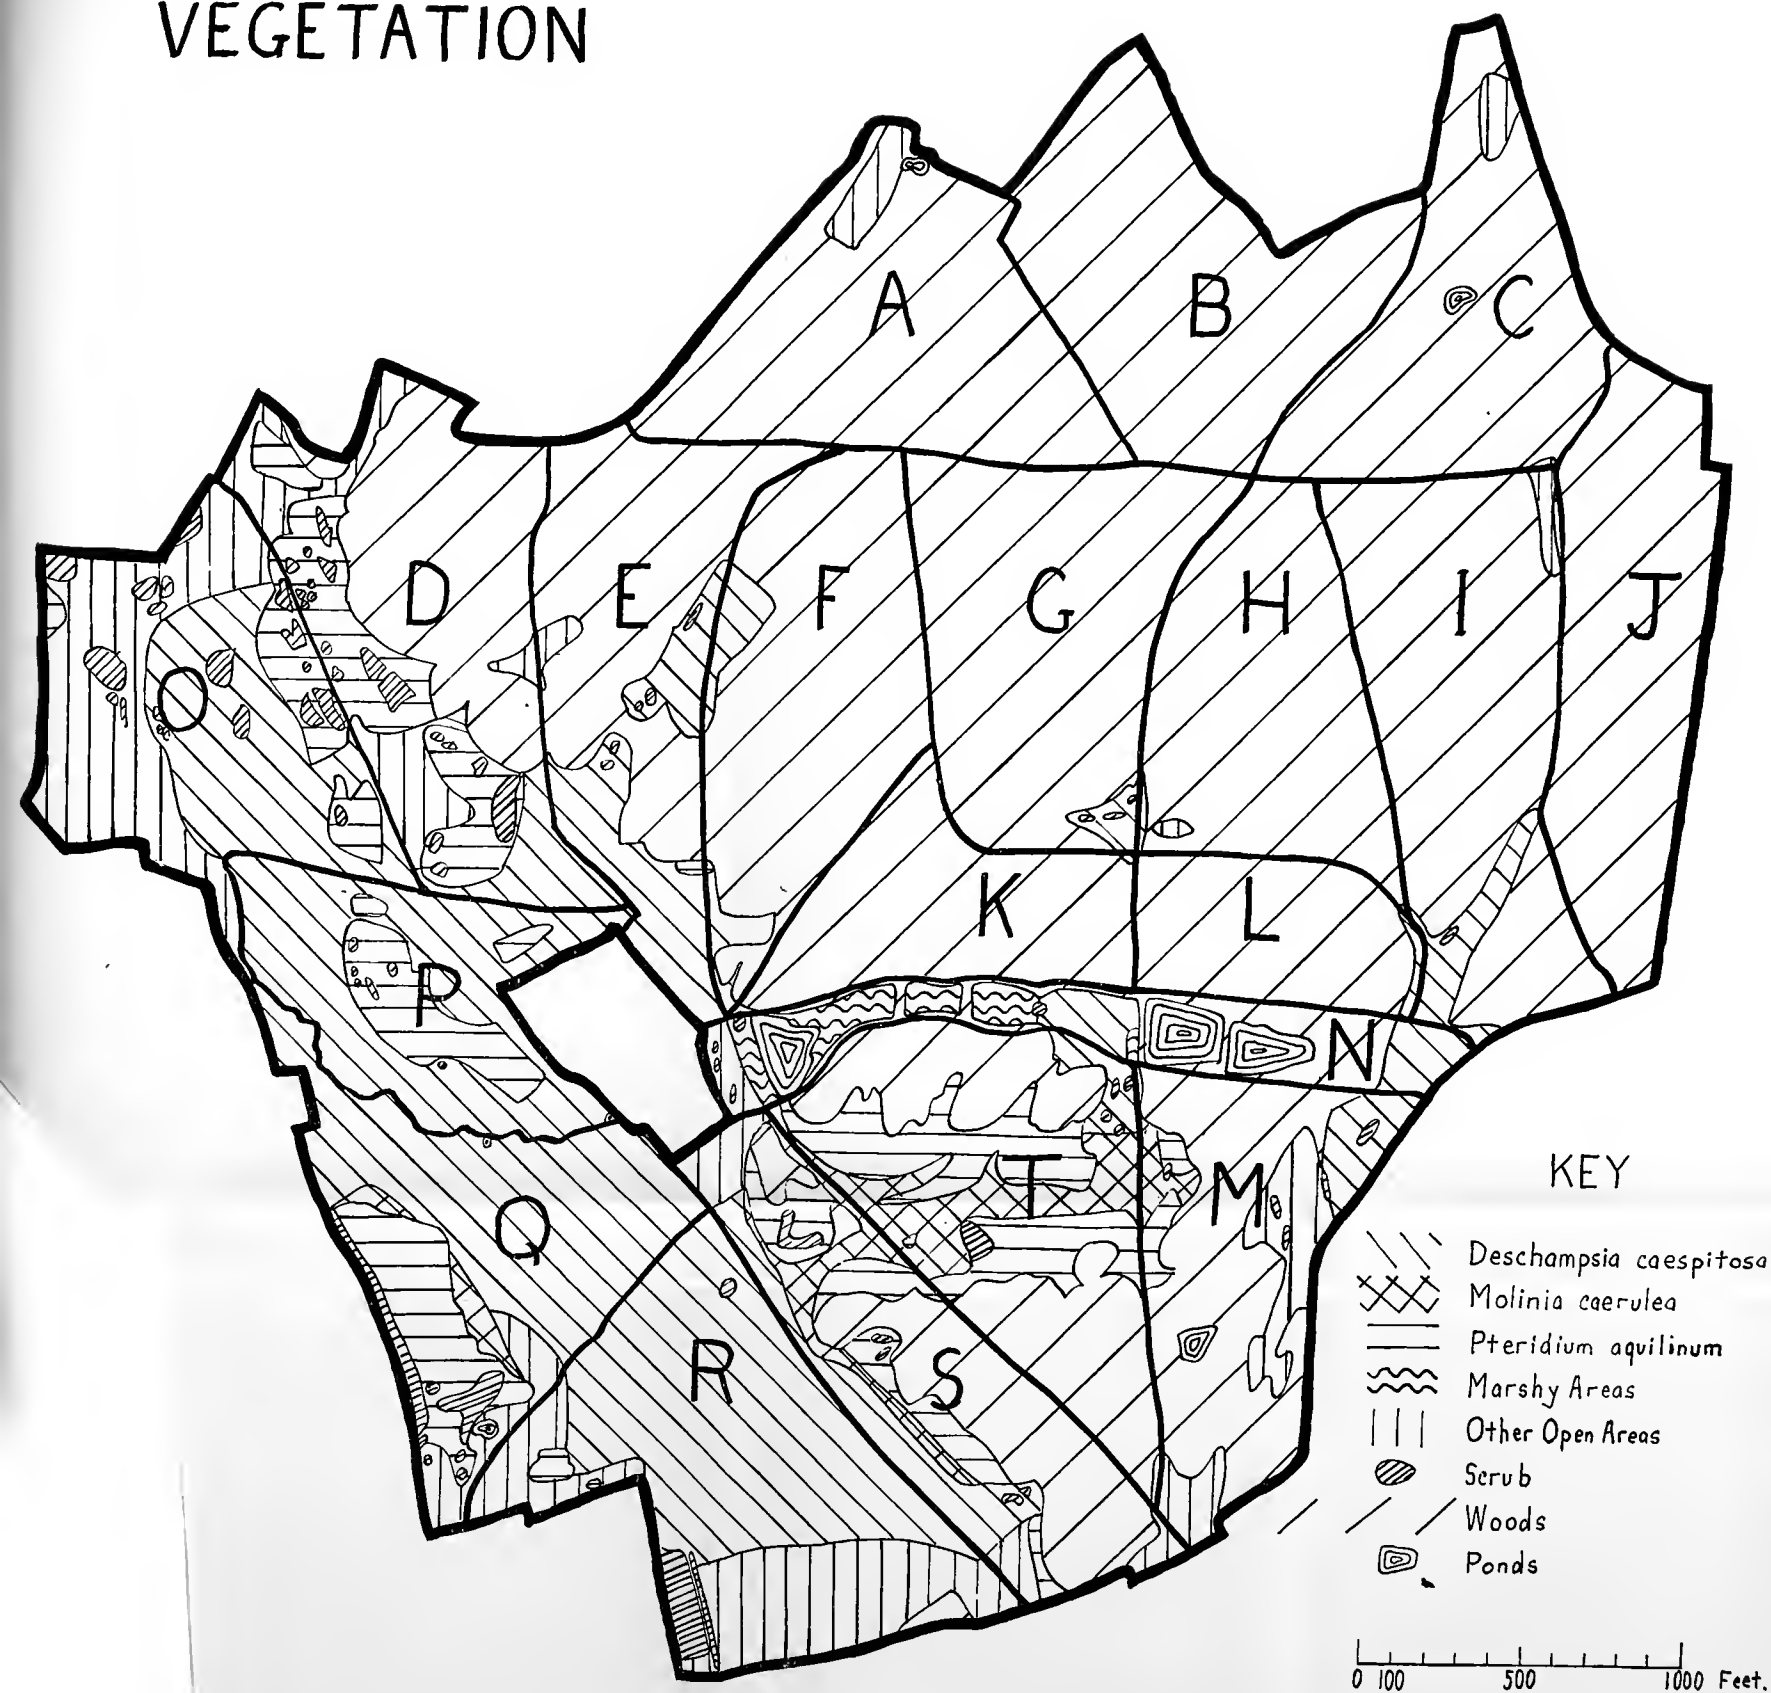 VEGETATION
A
B
C
D
E
F
G
H
I
J
O
K
L
P
N
T
M
Q
R
S
KEY
Deschampsia caespitosa
Molinia caerulea
Pteridium aquilinum
Marshy Areas
Other Open Areas
Scrub
Woods
Ponds
0 100 500 1000 Feet.